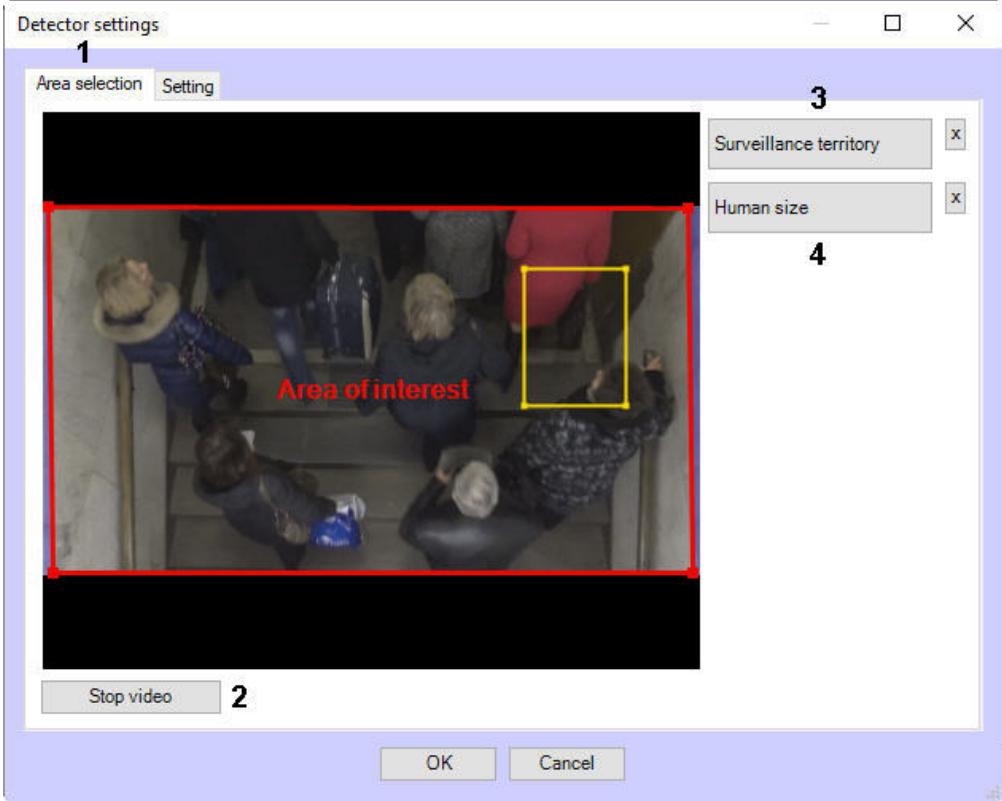 Detector settings
1
Area selection
Setting
3
Surveillance territory
x
Human size
x
4
Area of interest
Stop video
2
OK
Cancel